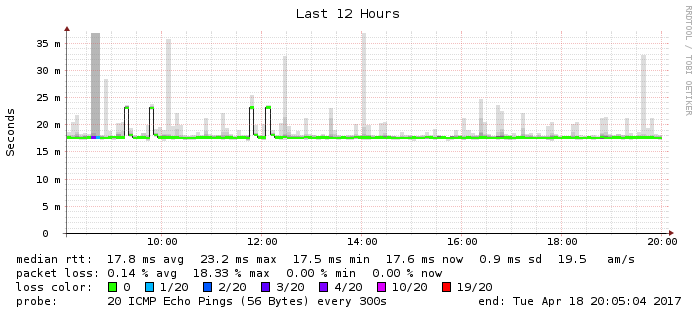 Last 12 Hours
RRDTOOL / TOBI OETIKER
Seconds
35 m
30 m
25 m
20 m
15 m
10 m
5 m
0
10:00 12:00 14:00 16:00 18:00 20:00
median rtt: 17.8 ms avg 23.2 ms max 17.5 ms min 17.6 ms now 0.9 ms sd 19.5 am/s
packet loss: 0.14 % avg 18.33 % max 0.00 % min 0.00 % now
loss color: 0 1/20 2/20 3/20 4/20 10/20 19/20
probe: 20 ICMP Echo Pings (56 Bytes) every 300s end: Tue Apr 18 20:05:04 2017